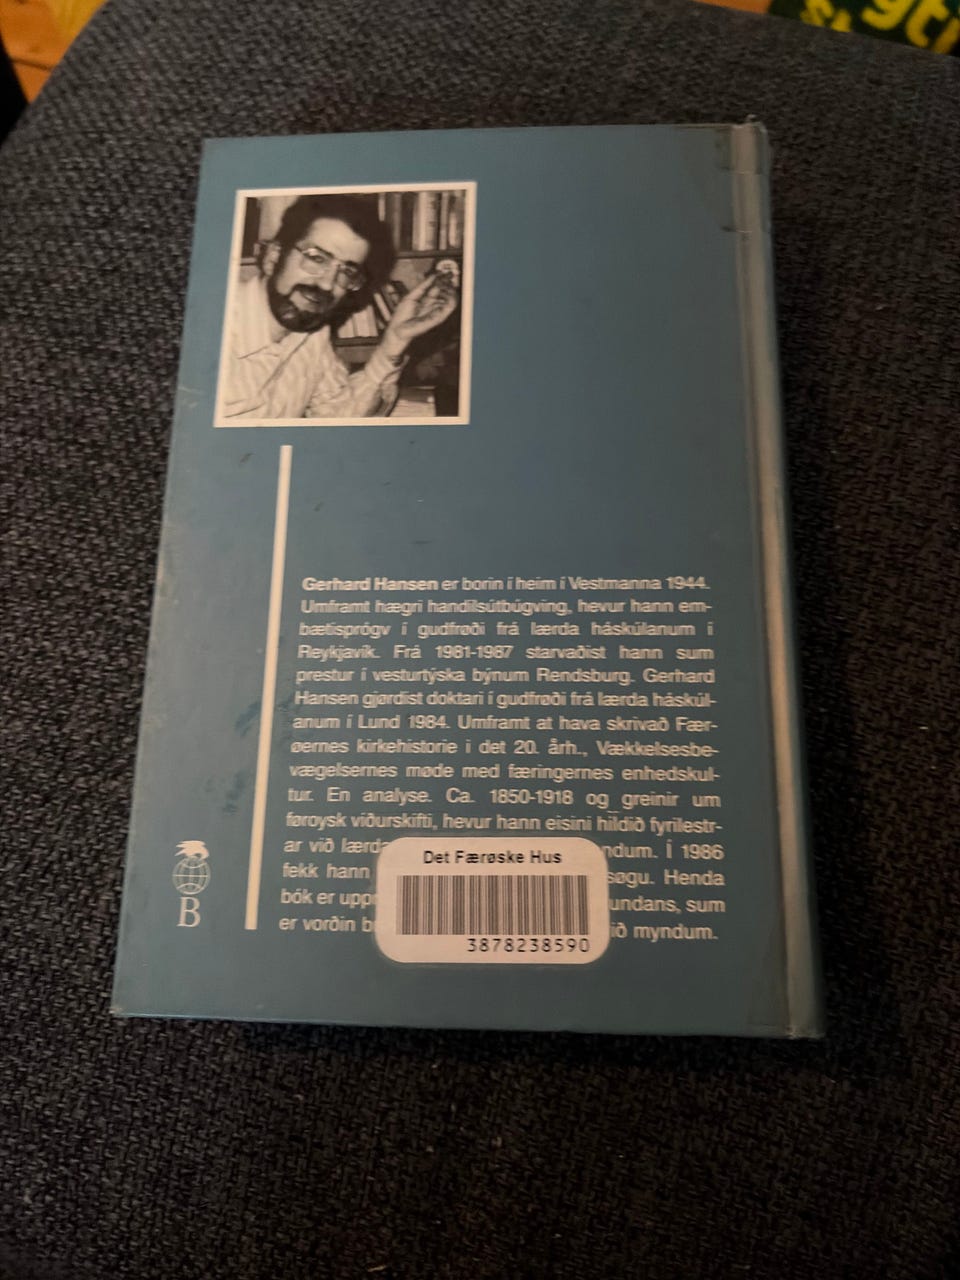 Gerhard Hansen er borin í heim í Vestmanna 1944.
Umframt hægri handilsútbúgving, hevur hann em-
bætisprógv í gudfrøði frá lærda háskúlanum í
Reykjavík. Frá 1981-1987 starvaðist hann sum
prestur í vesturtýska býnum Rendsburg. Gerhard
Hansen gjørdist doktari í gudfrøði frá lærda háskúl-
anum í Lund 1984. Umframt at hava skrivað Fær-
øernes kirkehistorie i det 20. årh., Vækkelsesbe-
vægelsernes møde med færingernes enhedskul-
tur. En analyse. Ca. 1850-1918 og greinir um
føroysk viðurskifti, hevur hann eisini hildið fyrilestr-
ar við lærda
fekk hann søgu. Henda
bók er sum
er vorðin myndum.
Í 1986
Det Færøske Hus
3878238590
B